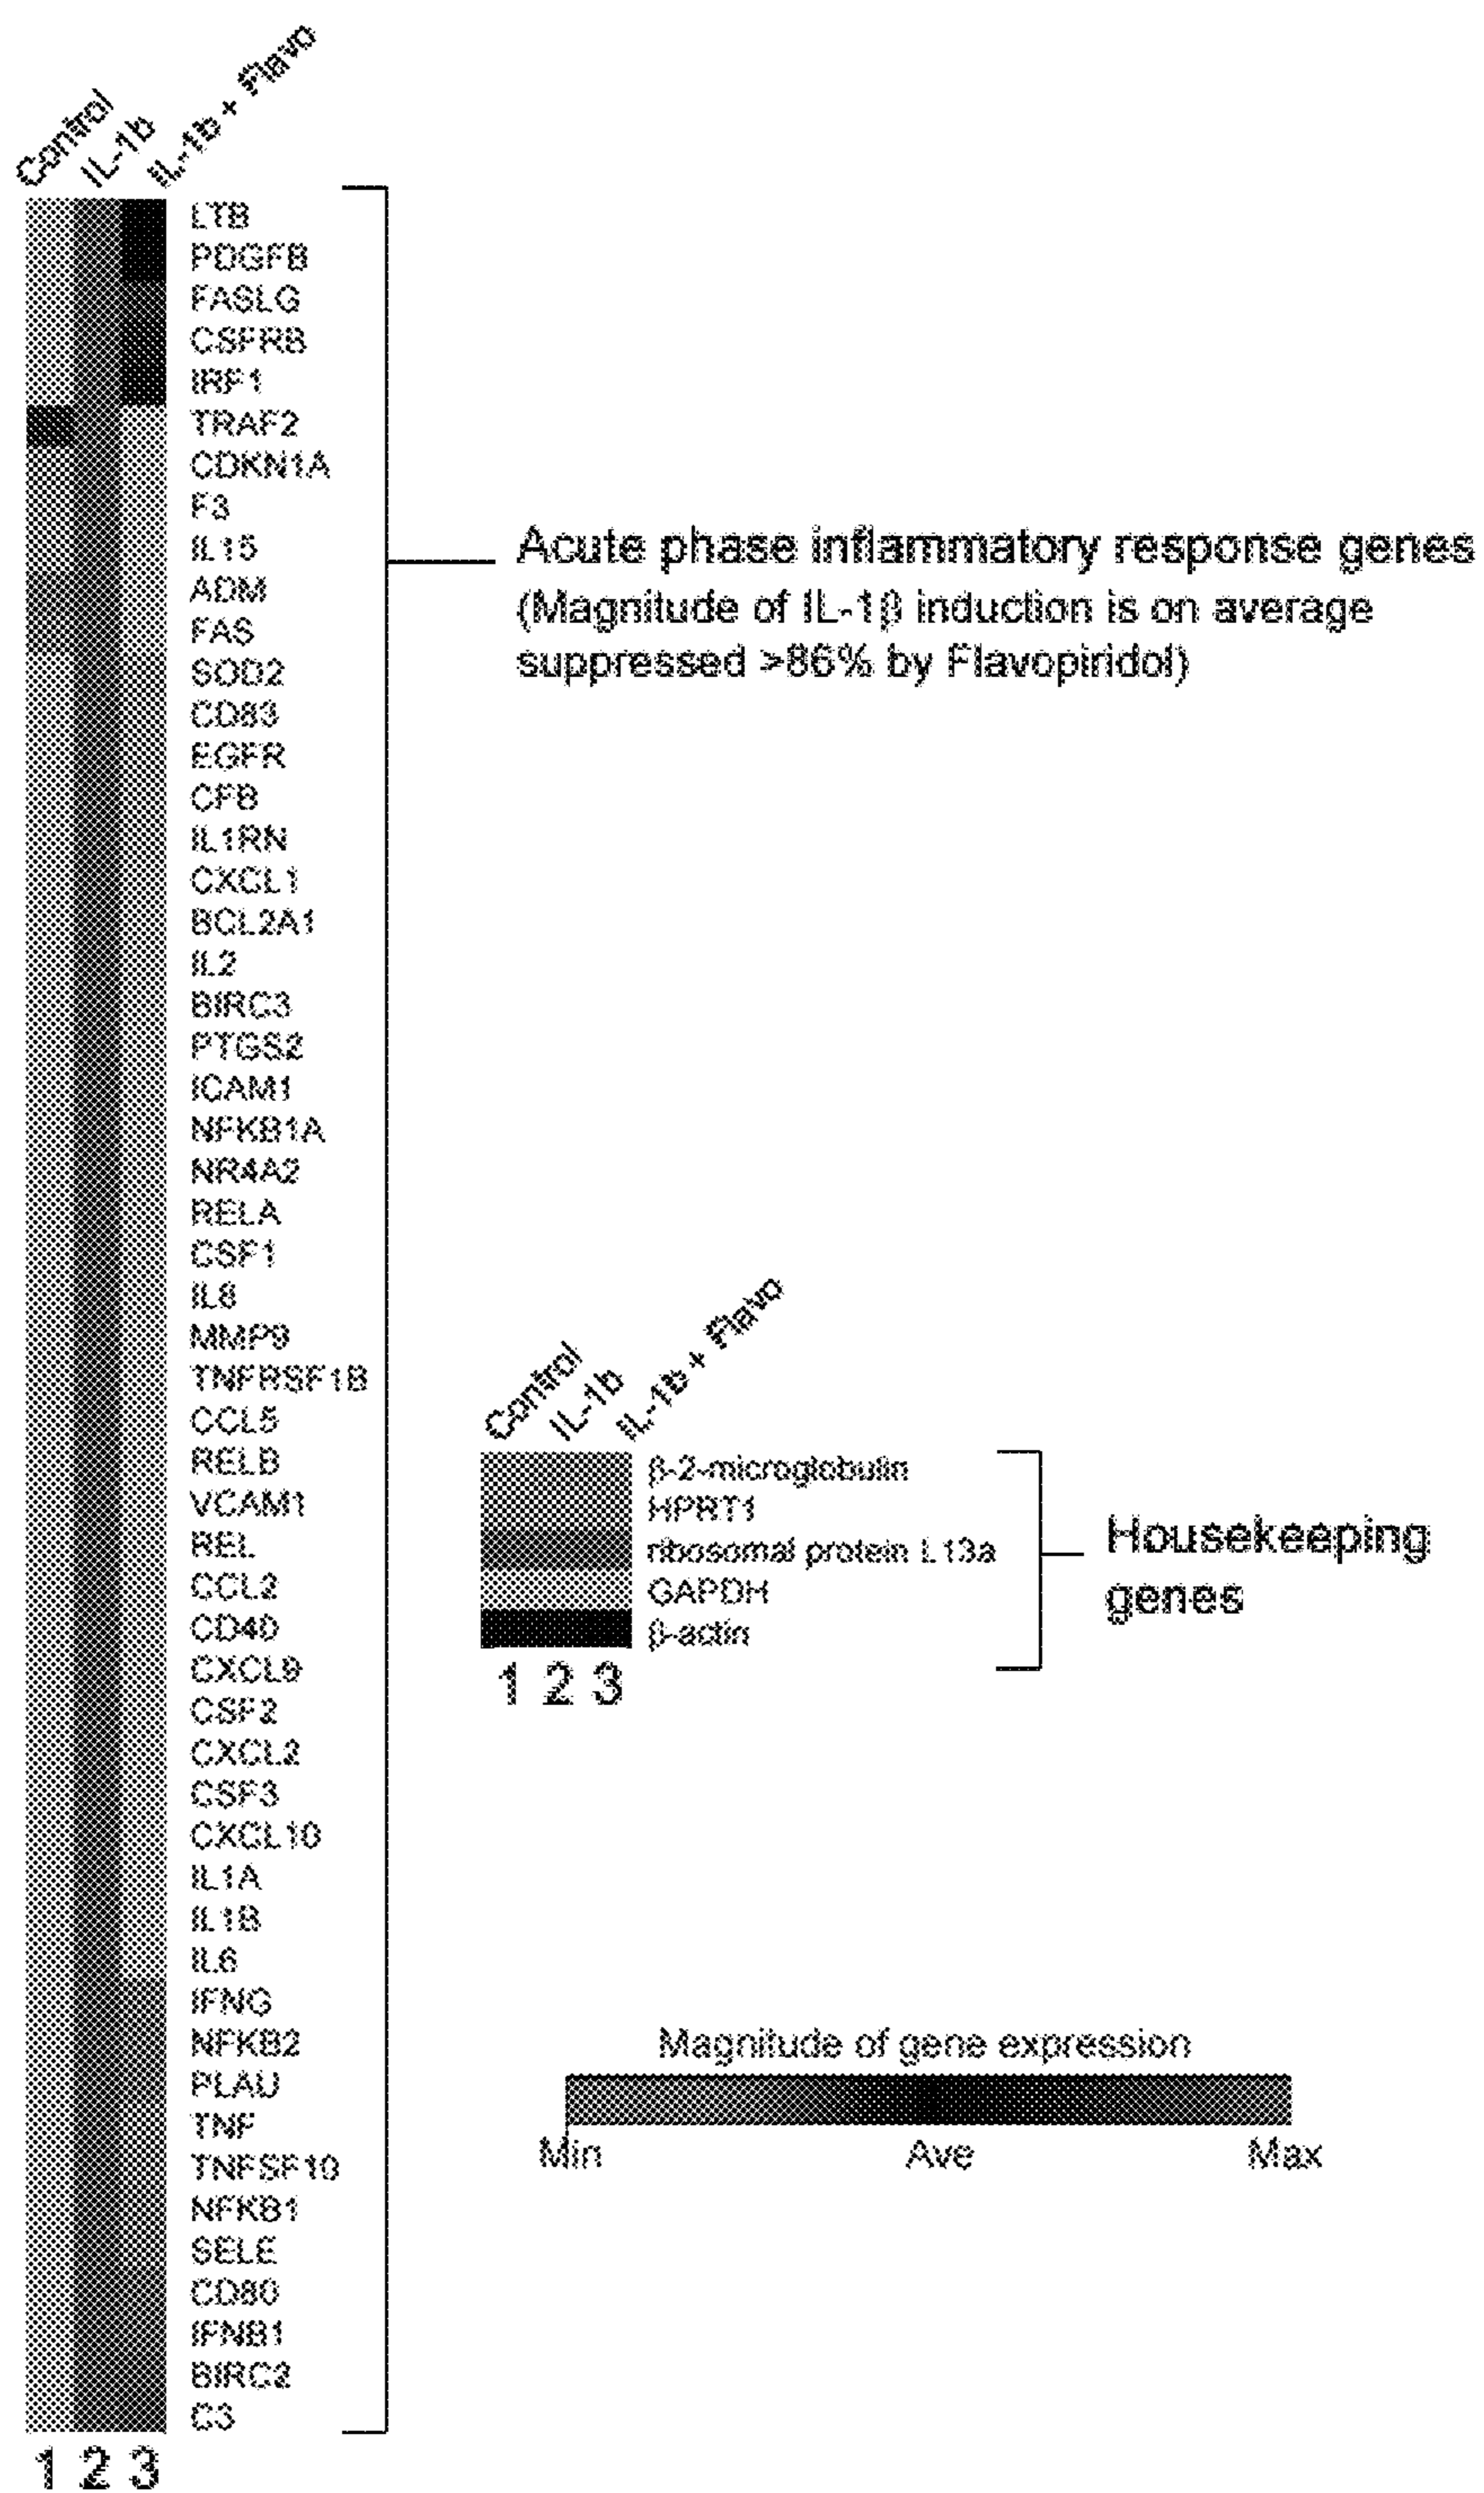 Control
IL-1b
IL-1b + Flavo
LTB
PDGFB
FASLG
CSFRB
IRF1
TRAF2
CDKN1A
F3
IL15
ADM
FAS
SOD2
CD83
EGFR
CFB
IL1RN
CXCL1
BCL2A1
IL2
BIRC3
PTGS2
ICAM1
NFKB1A
NR4A2
RELA
CSF1
IL8
MMP9
TNFRSF1B
CCL5
RELB
VCAM1
REL
CCL2
CD40
CXCL9
CSF2
CXCL2
CSF3
CXCL10
IL1A
IL1B
IL6
IFNG
NFKB2
PLAU
TNF
TNFSF10
NFKB1
SELE
CD80
IFNB1
BIRC2
C3
1 2 3
Acute phase inflammatory response genes
(Magnitude of IL-1β induction is on average
suppressed >86% by Flavopiridol)
Control
IL-1b
IL-1b + Flavo
β-2-microglobulin
HPRT1
ribosomal protein L13a
GAPDH
β-actin
1 2 3
Housekeeping
genes
Magnitude of gene expression
Min Ave Max